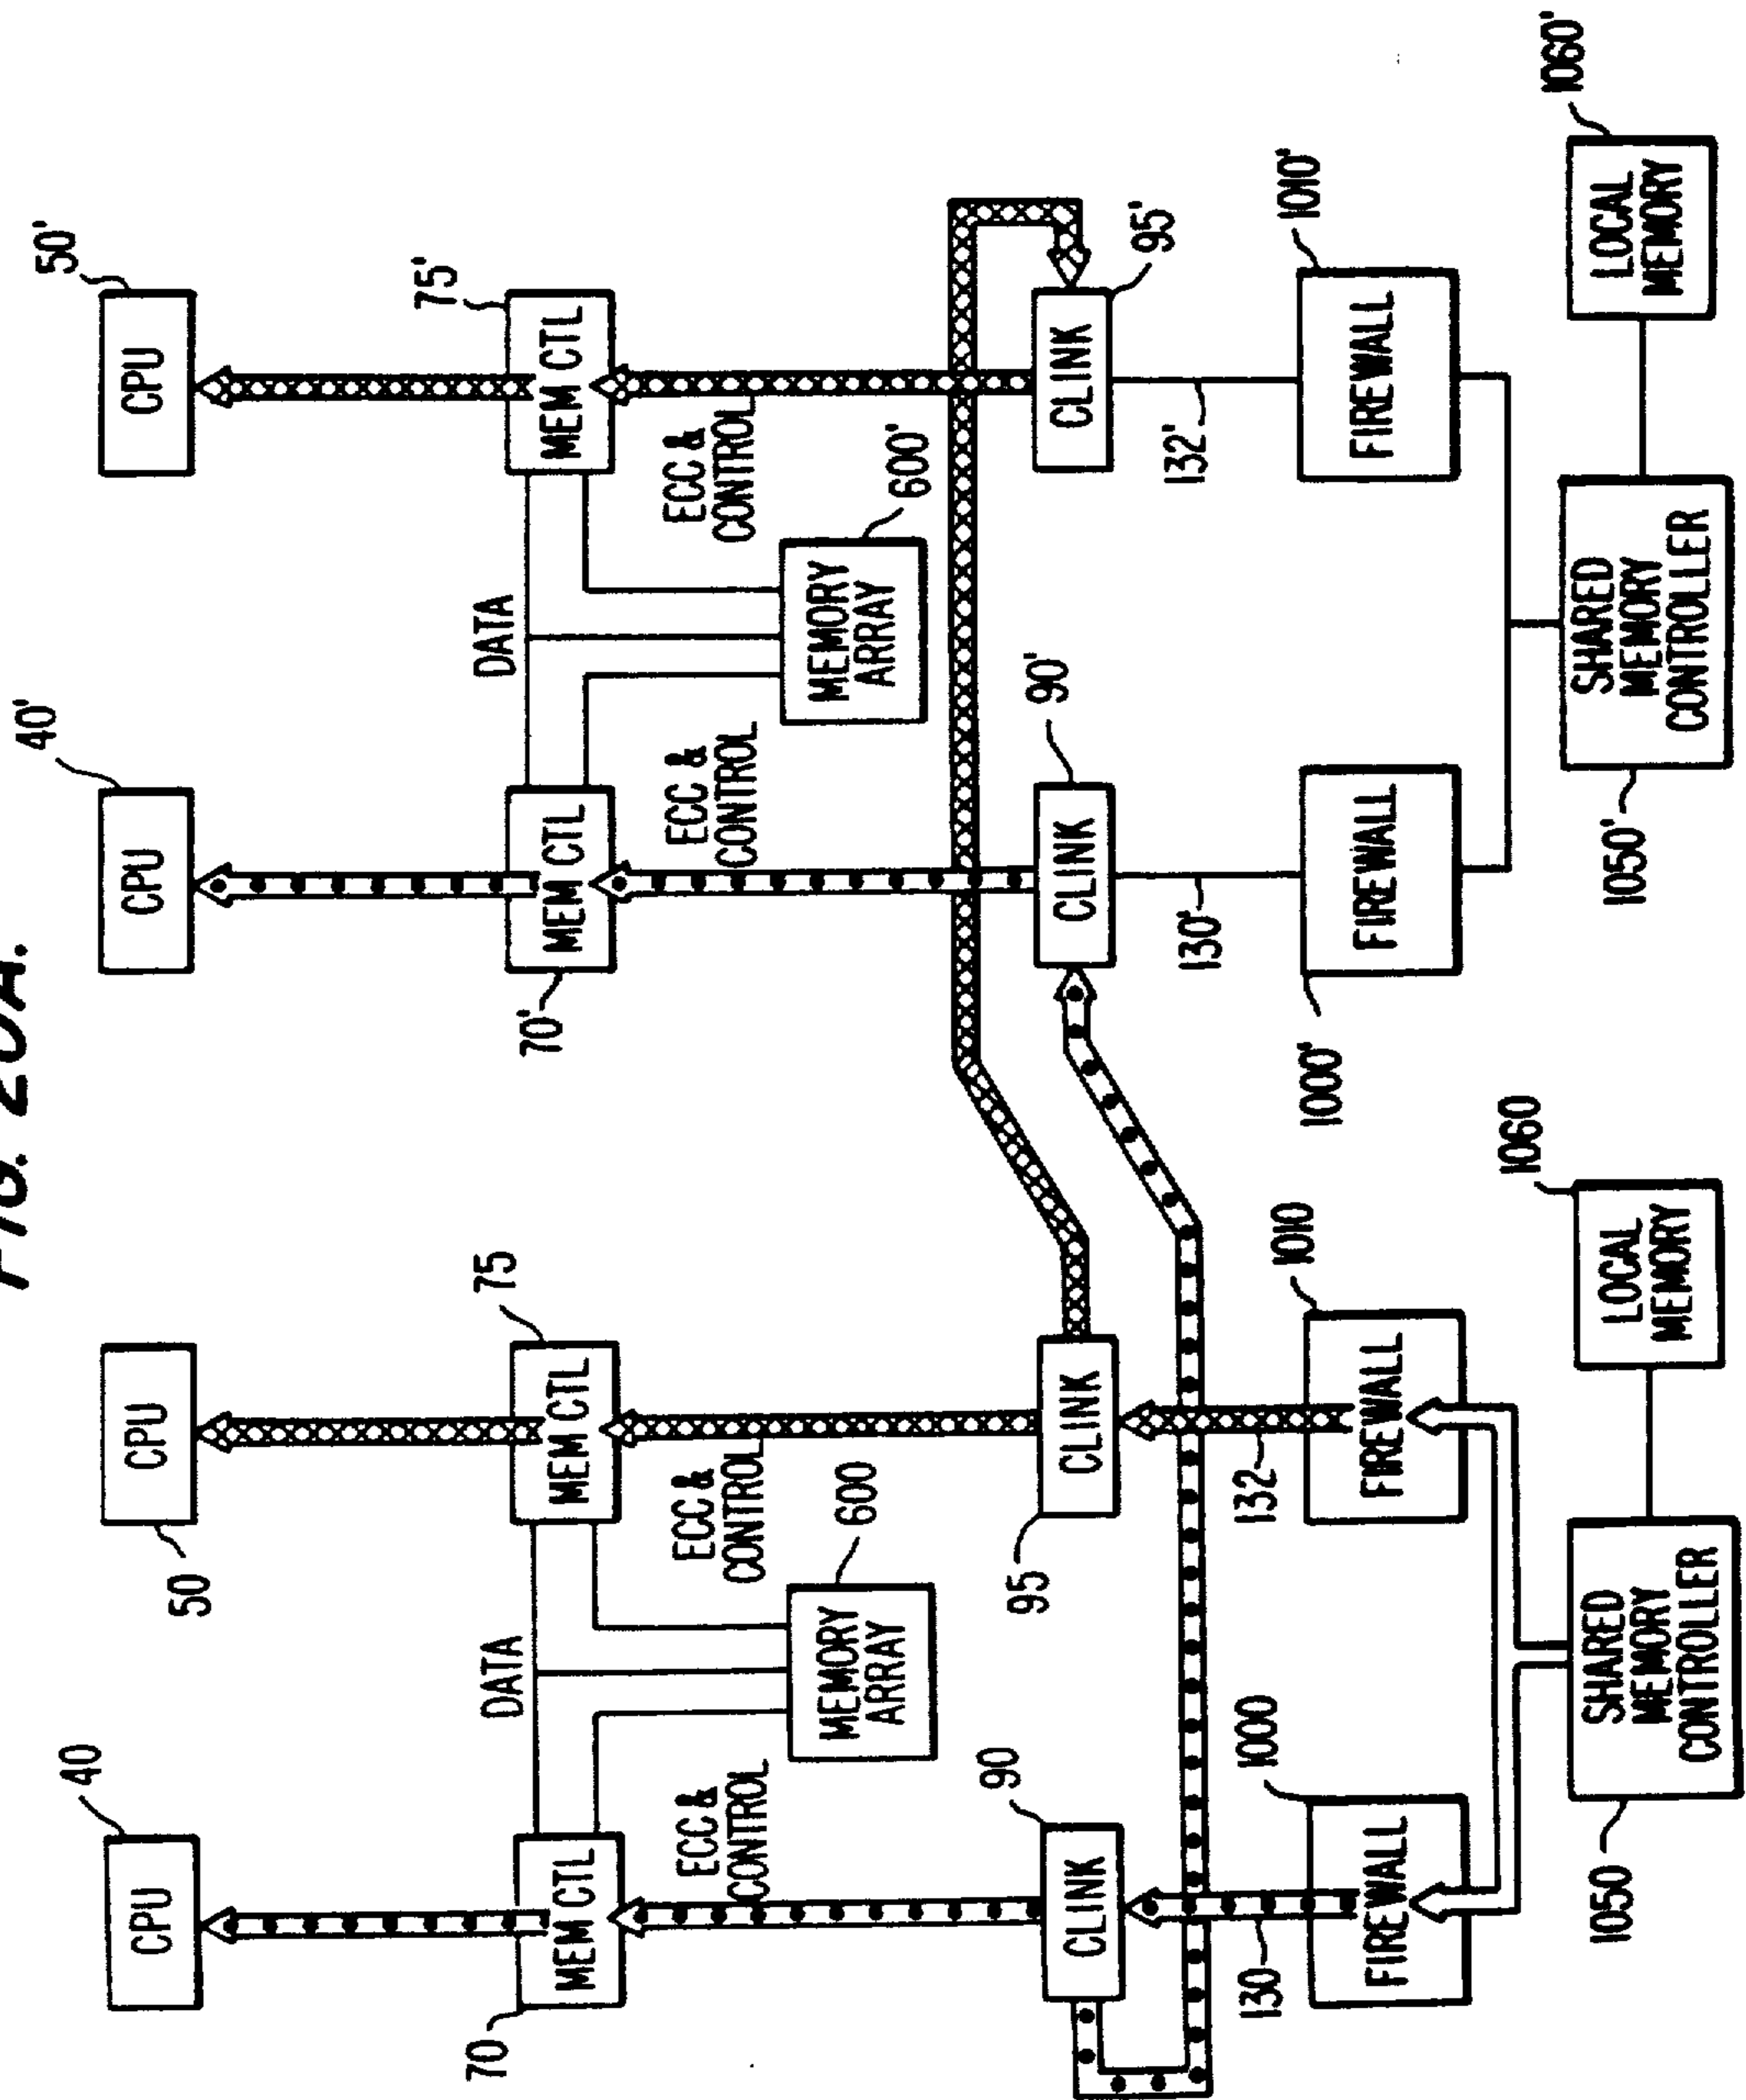 FIG. 20A.
40
CPU
50
CPU
40'
CPU
50'
CPU
70
MEM CTL
DATA
MEM CTL
75
70'
MEM CTL
DATA
MEM CTL
75'
ECC &
CONTROL
MEMORY
ARRAY
600
ECC &
CONTROL
ECC &
CONTROL
MEMORY
ARRAY
600'
ECC &
CONTROL
90
CLINK
95
CLINK
90'
CLINK
95'
CLINK
130
132
130'
132'
1000
FIREWALL
1010
FIREWALL
1000'
FIREWALL
1010'
FIREWALL
1050
SHARED
MEMORY
CONTROLLER
1060
LOCAL
MEMORY
1050'
SHARED
MEMORY
CONTROLLER
1060'
LOCAL
MEMORY